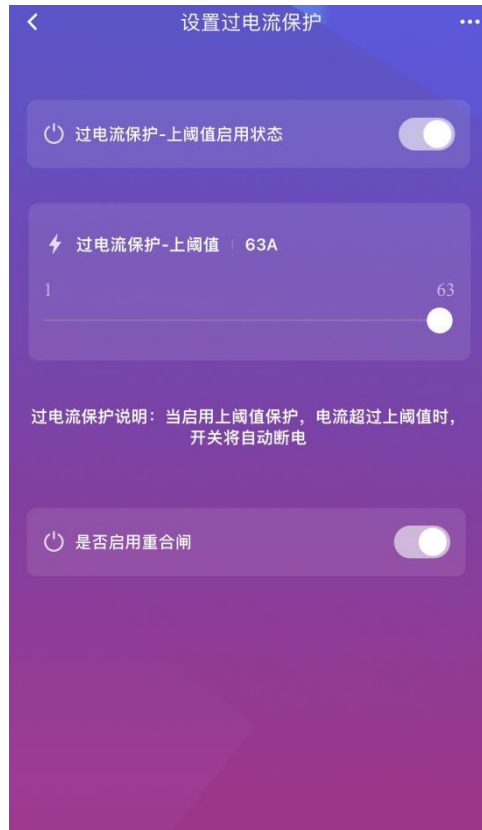 设置过电流保护
过电流保护-上阈值启用状态
过电流保护-上阈值 63A
1 63
过电流保护说明：当启用上阈值保护，电流超过上阈值时，
开关将自动断电
是否启用重合闸